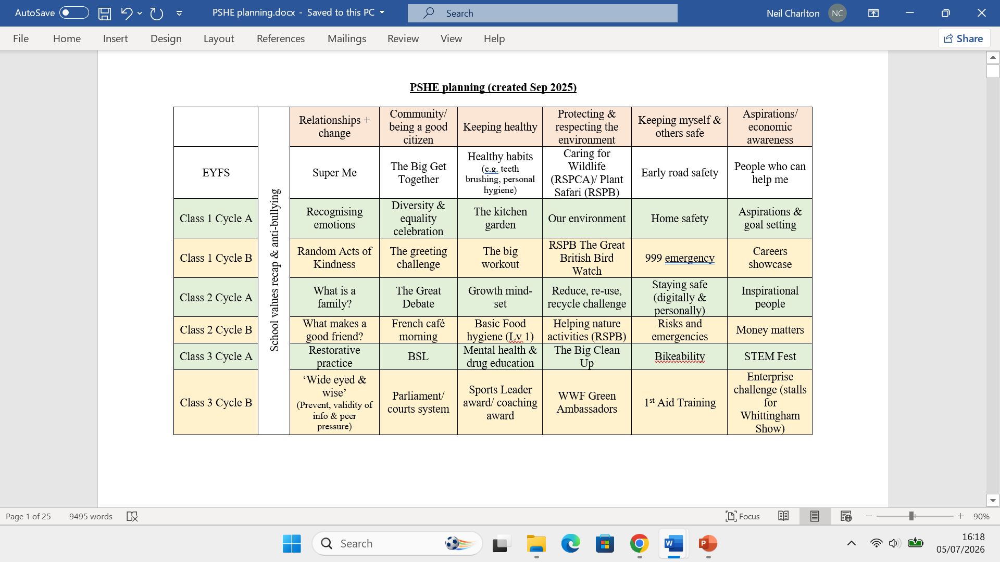 AutoSave
PSHE planning.docx - Saved to this PC
Search
Neil Charlton
NC
File
Home
Insert
Design
Layout
References
Mailings
Review
View
Help
Share
PSHE planning (created Sep 2025)
School values recap & anti-bullying
Relationships +
change
Community/
being a good
citizen
Keeping healthy
Protecting &
respecting the
environment
Keeping myself &
others safe
Aspirations/
economic
awareness
EYFS
Super Me
The Big Get
Together
Healthy habits
(e.g. teeth
brushing, personal
hygiene)
Caring for
Wildlife
(RSPCA)/ Plant
Safari (RSPB)
Early road safety
People who can
help me
Class 1 Cycle A
Recognising
emotions
Diversity &
equality
celebration
The kitchen
garden
Our environment
Home safety
Aspirations &
goal setting
Class 1 Cycle B
Random Acts of
Kindness
The greeting
challenge
The big
workout
RSPB The Great
British Bird
Watch
999 emergency
Careers
showcase
Class 2 Cycle A
What is a
family?
The Great
Debate
Growth mind-
set
Reduce, re-use,
recycle challenge
Staying safe
(digitally &
personally)
Inspirational
people
Class 2 Cycle B
What makes a
good friend?
French café
morning
Basic Food
hygiene (Lv 1)
Helping nature
activities (RSPB)
Risks and
emergencies
Money matters
Class 3 Cycle A
Restorative
practice
BSL
Mental health &
drug education
The Big Clean
Up
Bikeability
STEM Fest
Class 3 Cycle B
‘Wide eyed &
wise’
(Prevent, validity of
info & peer
pressure)
Parliament/
courts system
Sports Leader
award/ coaching
award
WWF Green
Ambassadors
1st Aid Training
Enterprise
challenge (stalls
for
Whittingham
Show)
Page 1 of 25
9495 words
Focus
90%
Search
16:18
05/07/2026